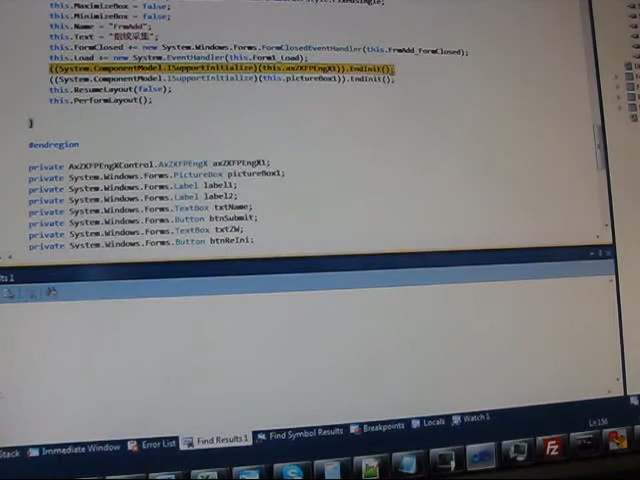 this.MaximizeBox = false;
this.MinimizeBox = false;
this.Name = "FrmAdd";
this.Text = "指纹采集";
this.FormClosed += new System.Windows.Forms.FormClosedEventHandler(this.FrmAdd_FormClosed);
this.Load += new System.EventHandler(this.Form1_Load);
((System.ComponentModel.ISupportInitialize)(this.axZKFPEngX1)).EndInit();
((System.ComponentModel.ISupportInitialize)(this.pictureBox1)).EndInit();
this.ResumeLayout(false);
this.PerformLayout();
}
#endregion
private AxZKFPEngXControl.AxZKFPEngX axZKFPEngX1;
private System.Windows.Forms.PictureBox pictureBox1;
private System.Windows.Forms.Label label1;
private System.Windows.Forms.Label label2;
private System.Windows.Forms.TextBox txtName;
private System.Windows.Forms.Button btnSubmit;
private System.Windows.Forms.TextBox txtZW;
private System.Windows.Forms.Button btnReIni;
lts 1
Stack Immediate Window Error List Find Results 1 Find Symbol Results Breakpoints Locals Watch 1
Ln 156